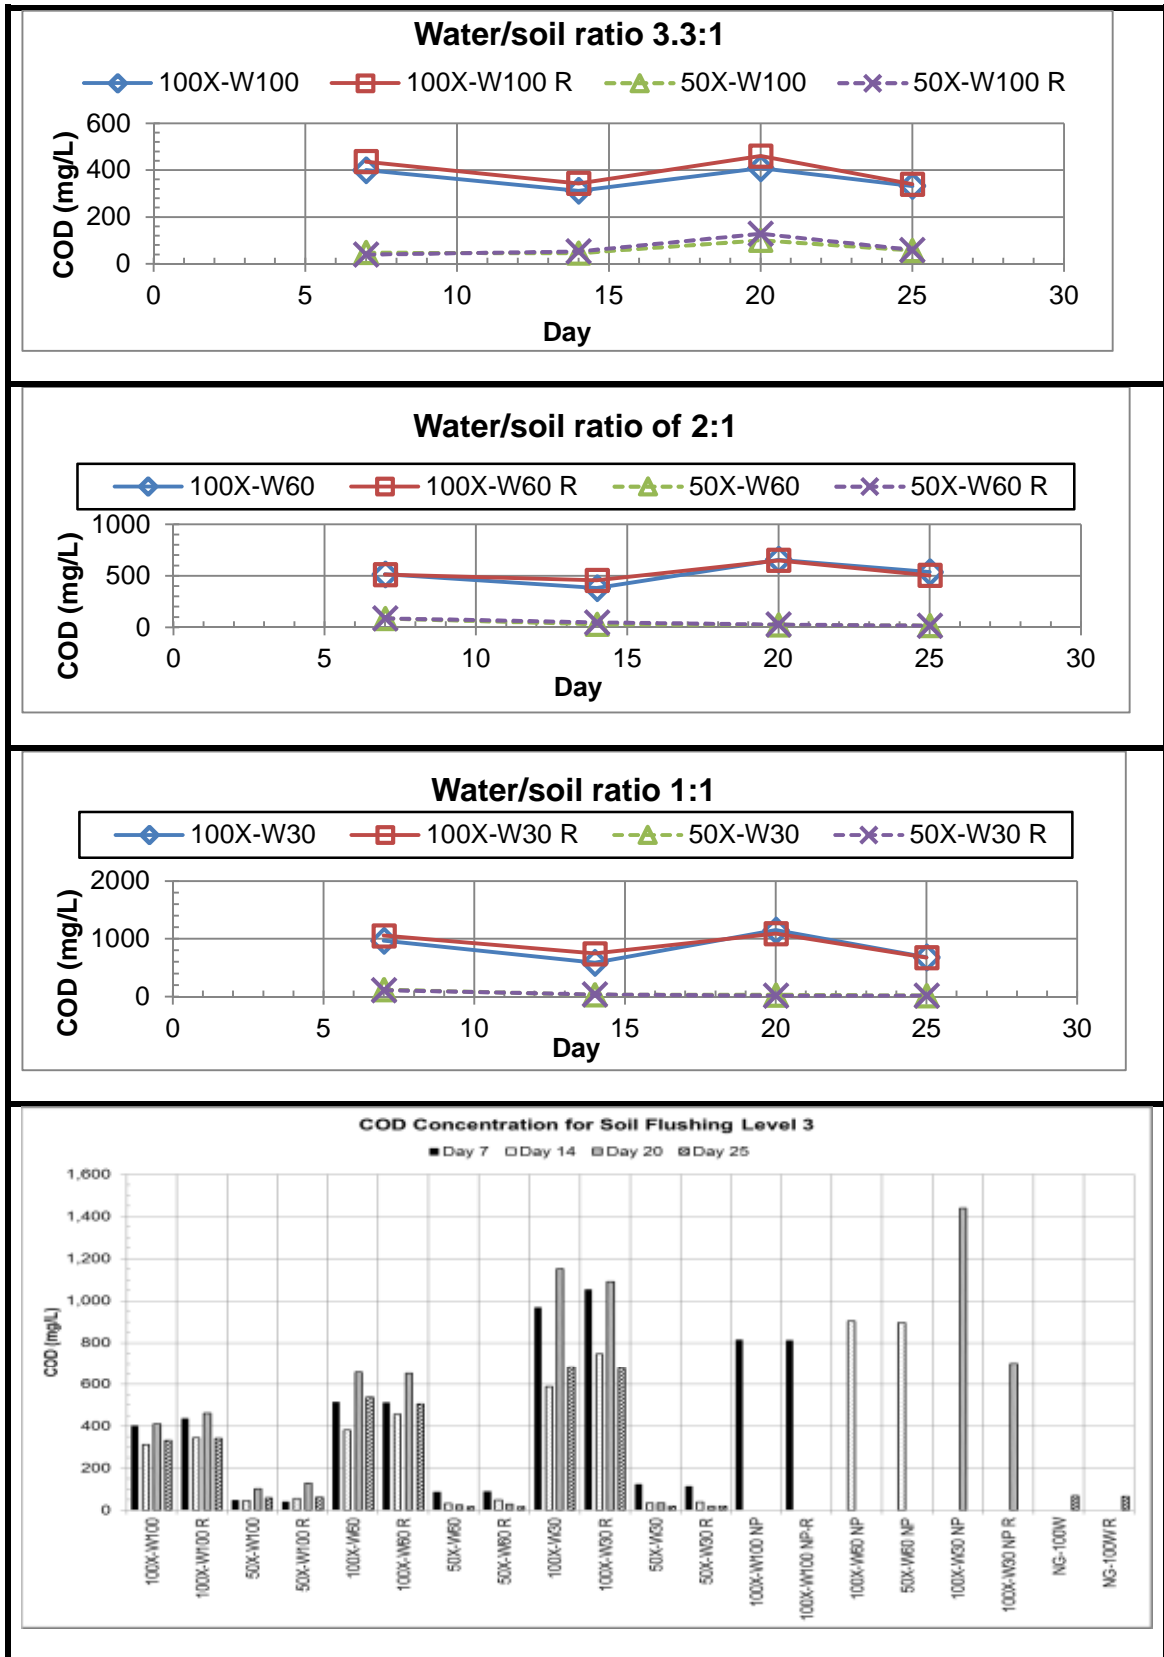 Water/soil ratio 3.3:1
100X-W100 100X-W100 R 50X-W100 50X-W100 R
COD (mg/L)
600
400
200
0
0 5 10 15 20 25 30
Day
Water/soil ratio of 2:1
100X-W60 100X-W60 R 50X-W60 50X-W60 R
COD (mg/L)
1000
500
0
0 5 10 15 20 25 30
Day
Water/soil ratio 1:1
100X-W30 100X-W30 R 50X-W30 50X-W30 R
COD (mg/L)
2000
1000
0
0 5 10 15 20 25 30
Day
COD Concentration for Soil Flushing Level 3
Day 7 Day 14 Day 20 Day 25
COD (mg/L)
1,600
1,400
1,200
1,000
800
600
400
200
0
100X-W100
100X-W100 R
50X-W100
50X-W100 R
100X-W60
100X-W60 R
50X-W60
50X-W60 R
100X-W30
100X-W30 R
50X-W30
50X-W30 R
100X-W100 NP
100X-W100 NP-R
100X-W60 NP
50X-W60 NP
100X-W30 NP
100X-W30 NP R
NG-100W
NG-100W R